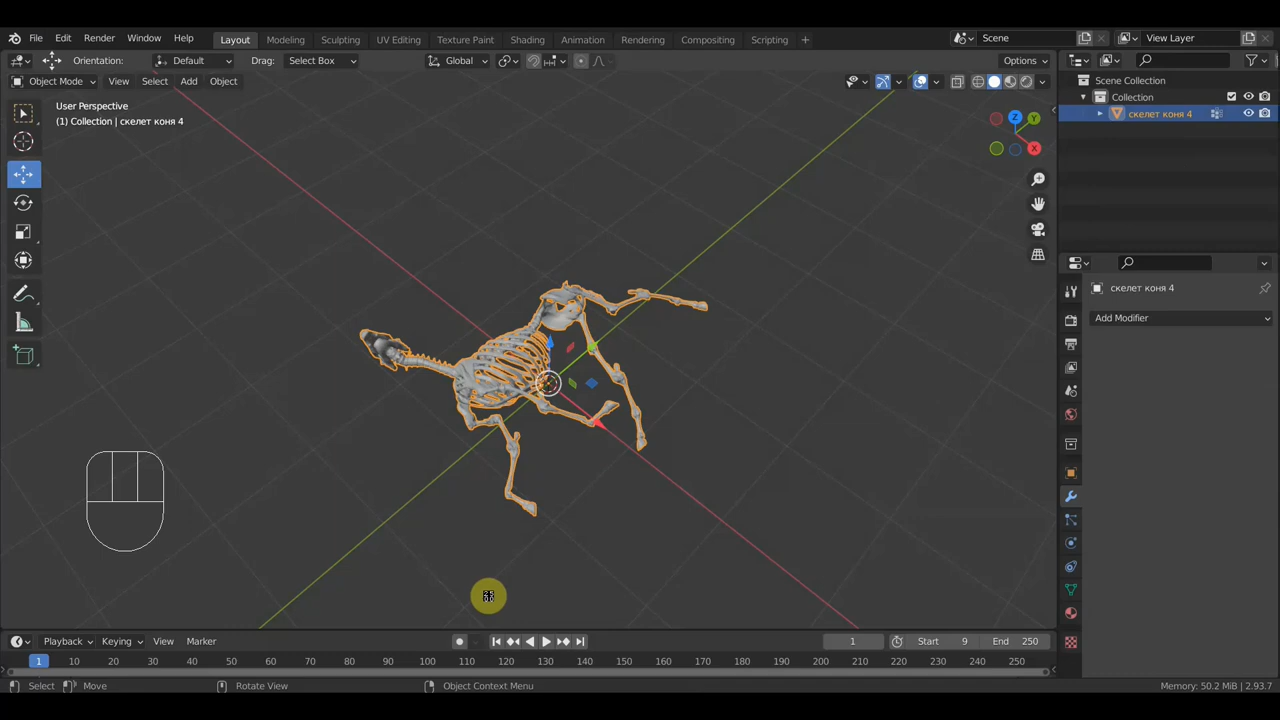 File Edit Render Window Help Layout Modeling Sculpting UV Editing Texture Paint Shading Animation Rendering Compositing Scripting + Scene View Layer
Orientation: Default Drag: Select Box Global Options
Object Mode View Select Add Object
Scene Collection
Collection
скелет коня 4
User Perspective
(1) Collection | скелет коня 4
Z
Y
X
скелет коня 4
Add Modifier
Playback Keying View Marker 1 Start 9 End 250
1 10 20 30 40 50 60 70 80 90 100 110 120 130 140 150 160 170 180 190 200 210 220 230 240 250
Select Move Rotate View Object Context Menu Memory: 50.2 MiB | 2.93.7